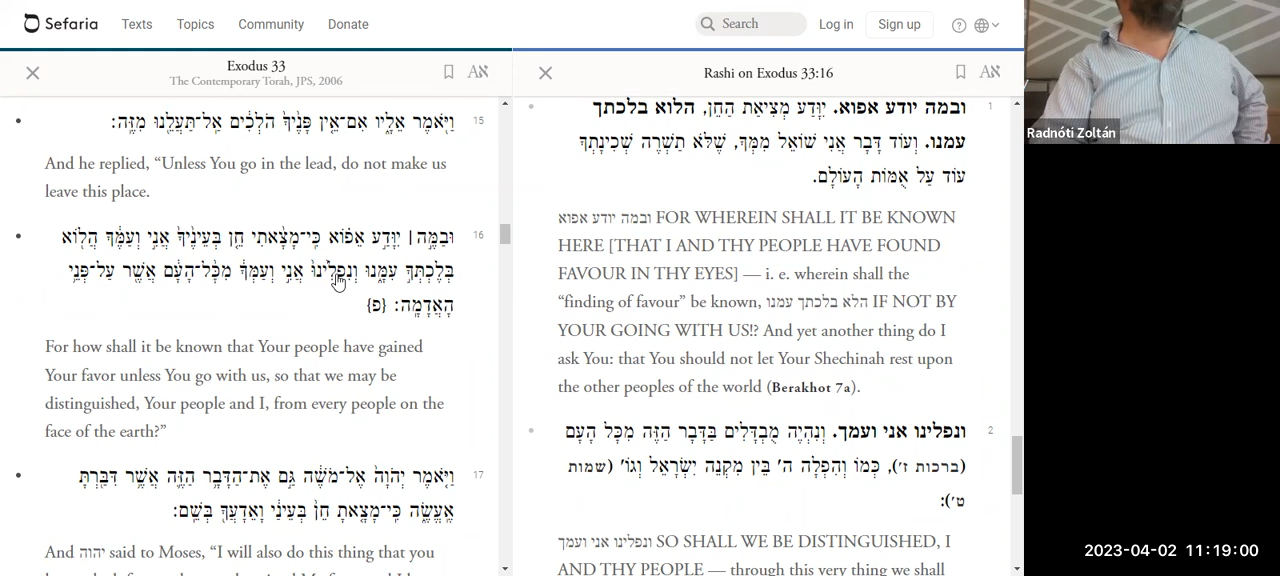 Sefaria Texts Topics Community Donate Search Log in Sign up
Exodus 33
The Contemporary Torah, JPS, 2006
15 וַיֹּ֖אמֶר אֵלָ֑יו אִם־אֵ֤ין פָּנֶ֙יךָ֙ הֹלְכִ֔ים אַֽל־תַּעֲלֵ֖נוּ מִזֶּֽה׃
And he replied, “Unless You go in the lead, do not make us
leave this place.
16 וּבַמֶּ֣ה ׀ יִוָּדַ֣ע אֵפ֗וֹא כִּֽי־מָצָ֨אתִי חֵ֤ן בְּעֵינֶ֙יךָ֙ אֲנִ֣י וְעַמֶּ֔ךָ הֲל֖וֹא
בְּלֶכְתְּךָ֣ עִמָּ֑נוּ וְנִפְלִ֙ינוּ֙ אֲנִ֣י וְעַמְּךָ֔ מִכׇּ֨ל־הָעָ֔ם אֲשֶׁ֖ר עַל־פְּנֵ֥י
הָאֲדָמָֽה׃ {פ}
For how shall it be known that Your people have gained
Your favor unless You go with us, so that we may be
distinguished, Your people and I, from every people on the
face of the earth?”
17 וַיֹּ֤אמֶר יְהֹוָה֙ אֶל־מֹשֶׁ֔ה גַּ֣ם אֶת־הַדָּבָ֥ר הַזֶּ֛ה אֲשֶׁ֥ר דִּבַּ֖רְתָּ
אֶֽעֱשֶׂ֑ה כִּֽי־מָצָ֤אתָ חֵן֙ בְּעֵינַ֔י וָאֵדָעֲךָ֖ בְּשֵֽׁם׃
And יהוה said to Moses, “I will also do this thing that you
Rashi on Exodus 33:16
1 ובמה יודע אפוא. יִוָּדַע מְצִיאַת הַחֵן, הלוא בלכתך
עמנו. וְעוֹד דָּבָר אֲנִי שׁוֹאֵל מִמְּךָ, שֶׁלֹּא תַשְׁרֶה שְׁכִינָתְךָ
עוֹד עַל אֻמּוֹת הָעוֹלָם.
ובמה יודע אפוא FOR WHEREIN SHALL IT BE KNOWN
HERE [THAT I AND THY PEOPLE HAVE FOUND
FAVOUR IN THY EYES] — i. e. wherein shall the
“finding of favour” be known, הלא בלכתך עמנו IF NOT BY
YOUR GOING WITH US!? And yet another thing do I
ask You: that You should not let Your Shechinah rest upon
the other peoples of the world (Berakhot 7a).
2 ונפלינו אני ועמך. וְנִהְיֶה מֻבְדָּלִים בַּדָּבָר הַזֶּה מִכָּל הָעָם
(ברכות ז׳), כְּמוֹ וְהִפְלָה ה׳ בֵּין מִקְנֵה יִשְׂרָאֵל וְגוֹ׳ (שמות
ט׳):
ונפלינו אני ועמך SO SHALL WE BE DISTINGUISHED, I
AND THY PEOPLE — through this very thing we shall
Radnóti Zoltán
2023-04-02 11:19:00